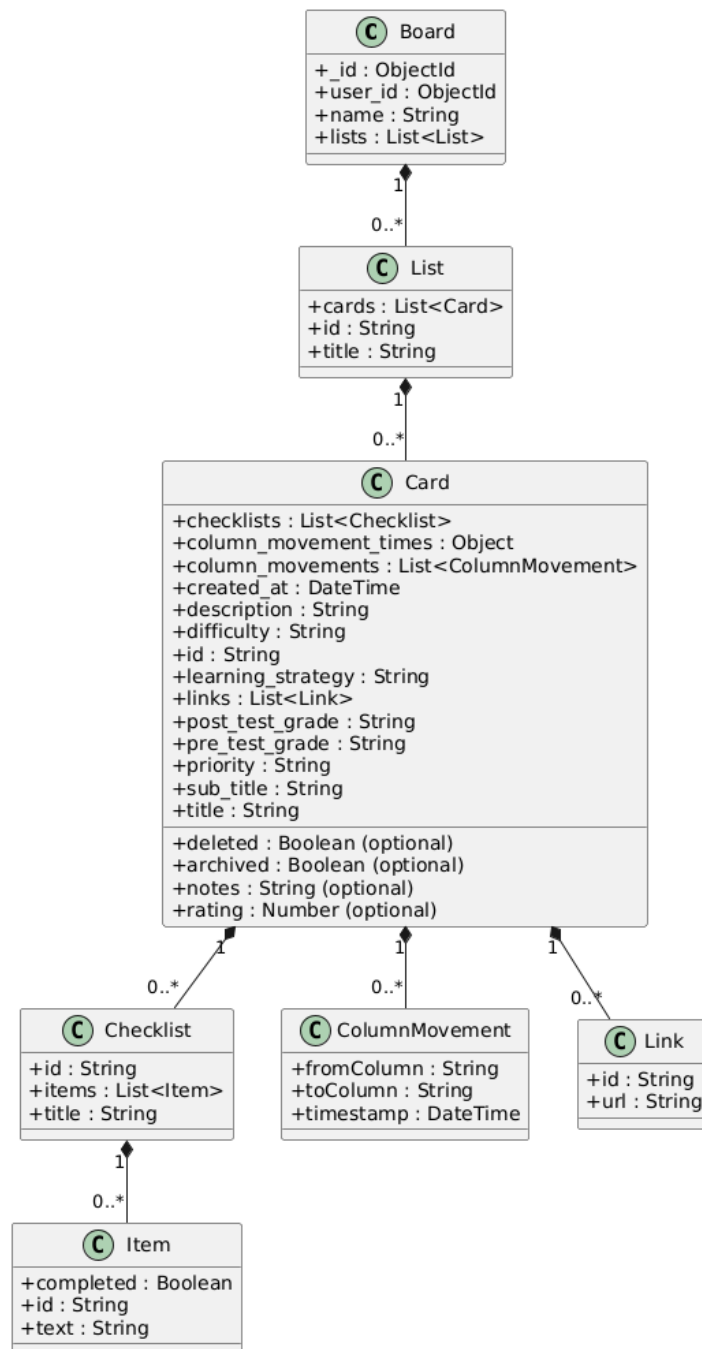 C Board
+_id : ObjectId
+user_id : ObjectId
+name : String
+lists : List<List>
1
0..*
C List
+cards : List<Card>
+id : String
+title : String
1
0..*
C Card
+checklists : List<Checklist>
+column_movement_times : Object
+column_movements : List<ColumnMovement>
+created_at : DateTime
+description : String
+difficulty : String
+id : String
+learning_strategy : String
+links : List<Link>
+post_test_grade : String
+pre_test_grade : String
+priority : String
+sub_title : String
+title : String
+deleted : Boolean (optional)
+archived : Boolean (optional)
+notes : String (optional)
+rating : Number (optional)
1 1 1
0..* 0..* 0..*
C Checklist
+id : String
+items : List<Item>
+title : String
C ColumnMovement
+fromColumn : String
+toColumn : String
+timestamp : DateTime
C Link
+id : String
+url : String
1
0..*
C Item
+completed : Boolean
+id : String
+text : String